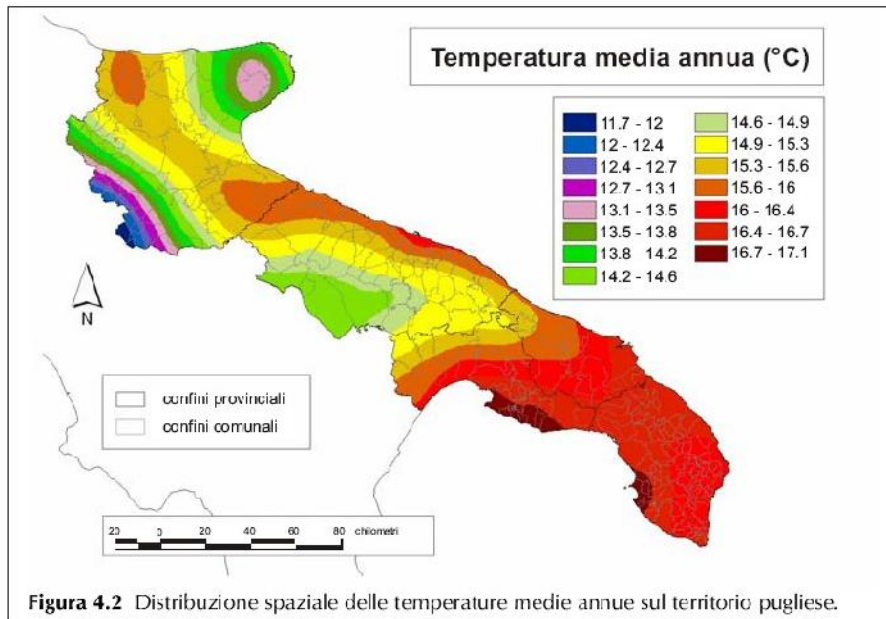 Temperatura media annua (°C)
11.7 - 12
12 - 12.4
12.4 - 12.7
12.7 - 13.1
13.1 - 13.5
13.5 - 13.8
13.8 14.2
14.2 - 14.6
14.6 - 14.9
14.9 - 15.3
15.3 - 15.6
15.6 - 16
16 - 16.4
16.4 - 16.7
16.7 - 17.1
N
confini provinciali
confini comunali
20 0 20 40 60 80 chilometri
Figura 4.2 Distribuzione spaziale delle temperature medie annue sul territorio pugliese.